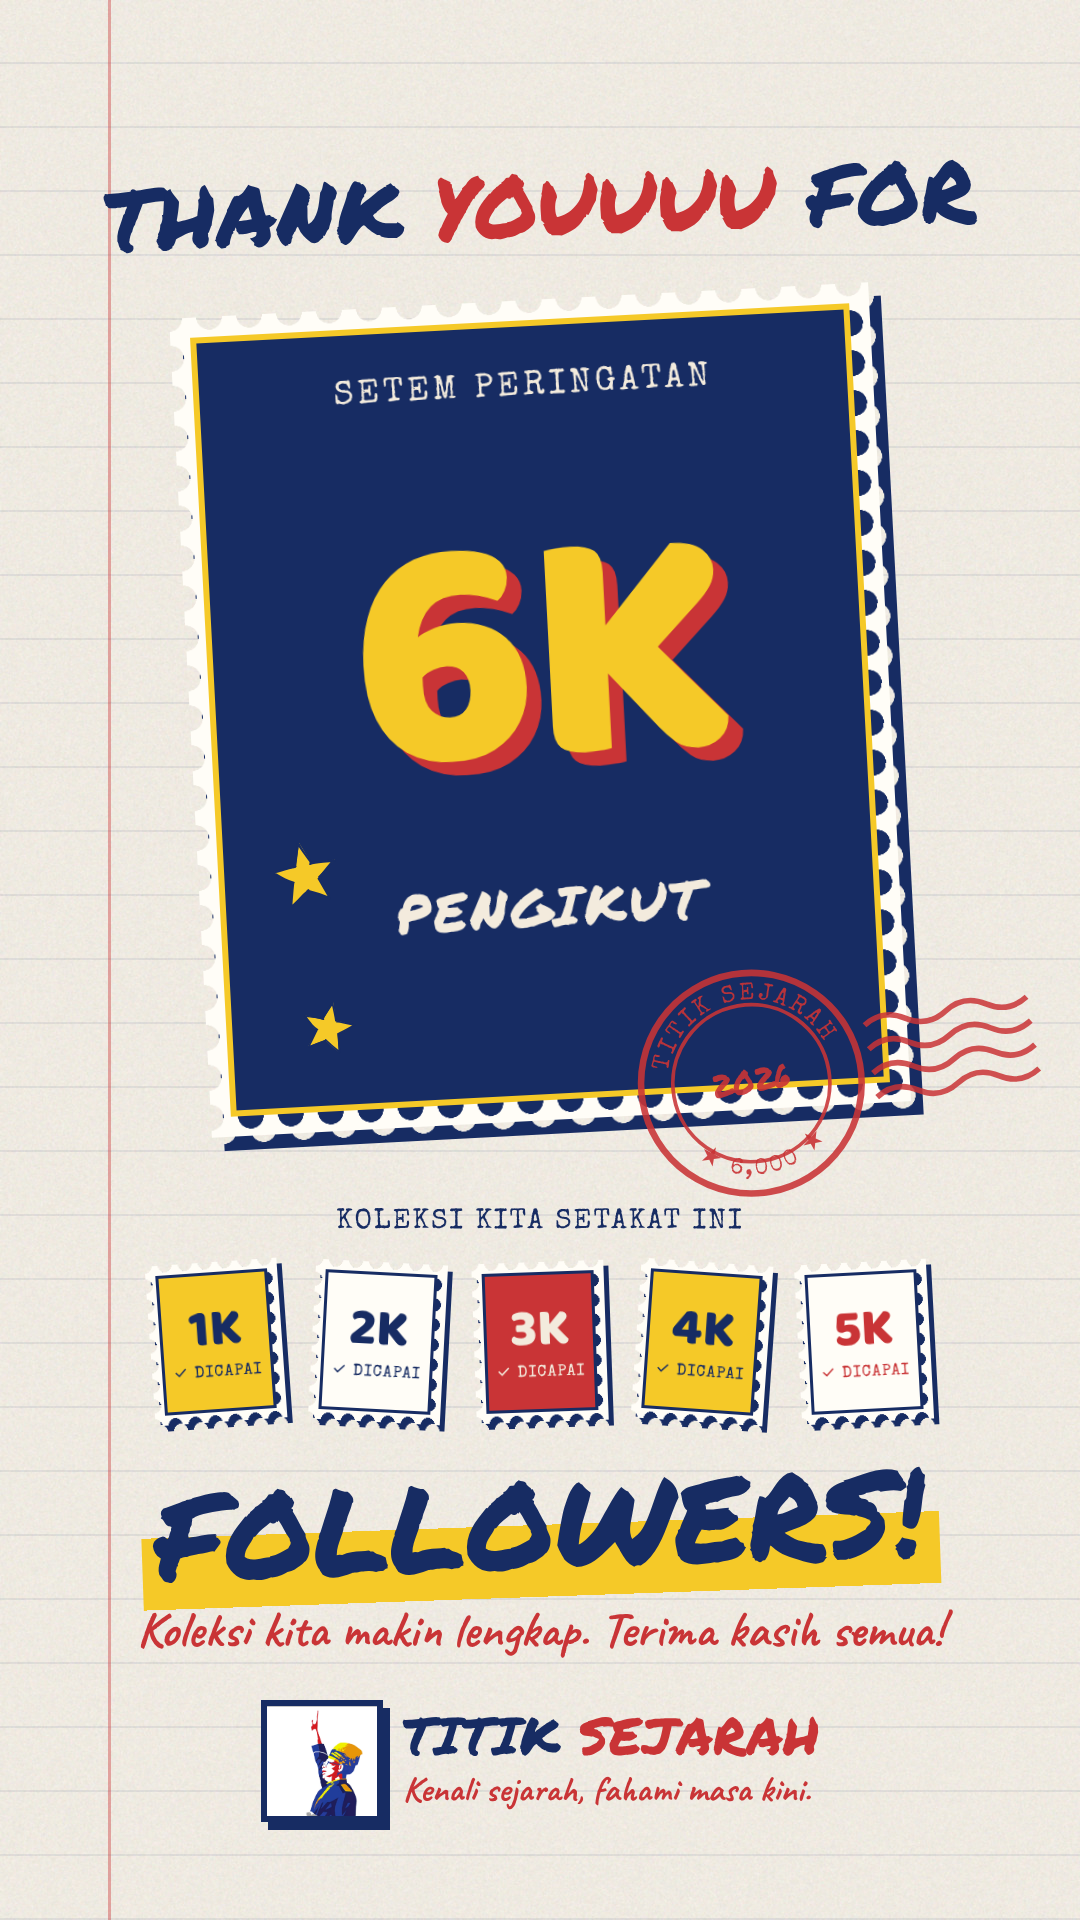 THANK YOUUUU FOR
SETEM PERINGATAN
6K
PENGIKUT
TITIK SEJARAH
2026
★ 6,000 ★
KOLEKSI KITA SETAKAT INI
1K
✓ DICAPAI
2K
✓ DICAPAI
3K
✓ DICAPAI
4K
✓ DICAPAI
5K
✓ DICAPAI
FOLLOWERS!
Koleksi kita makin lengkap. Terima kasih semua!
TITIK SEJARAH
Kenali sejarah, fahami masa kini.